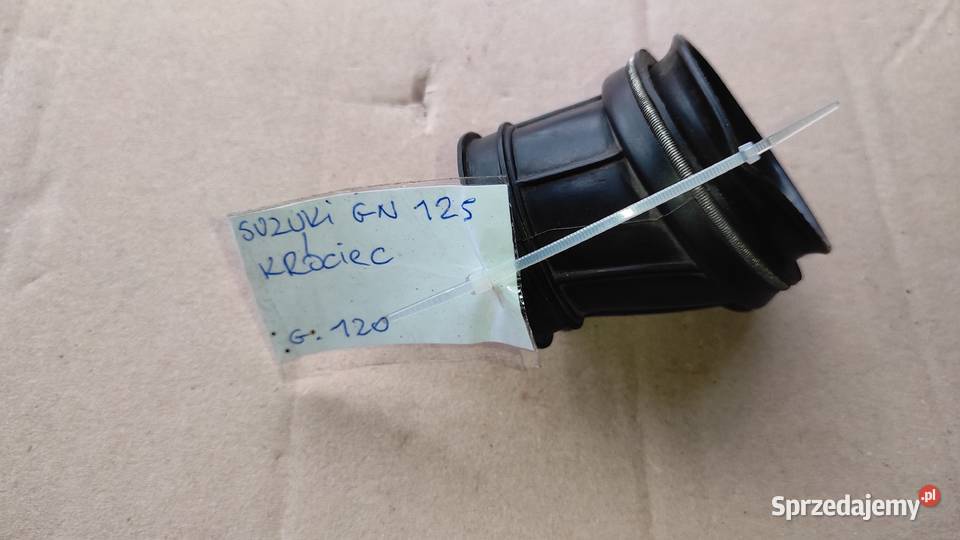 SUZUKI GN 125
KRÓCIEC
G. 120
Sprzedajemy.pl